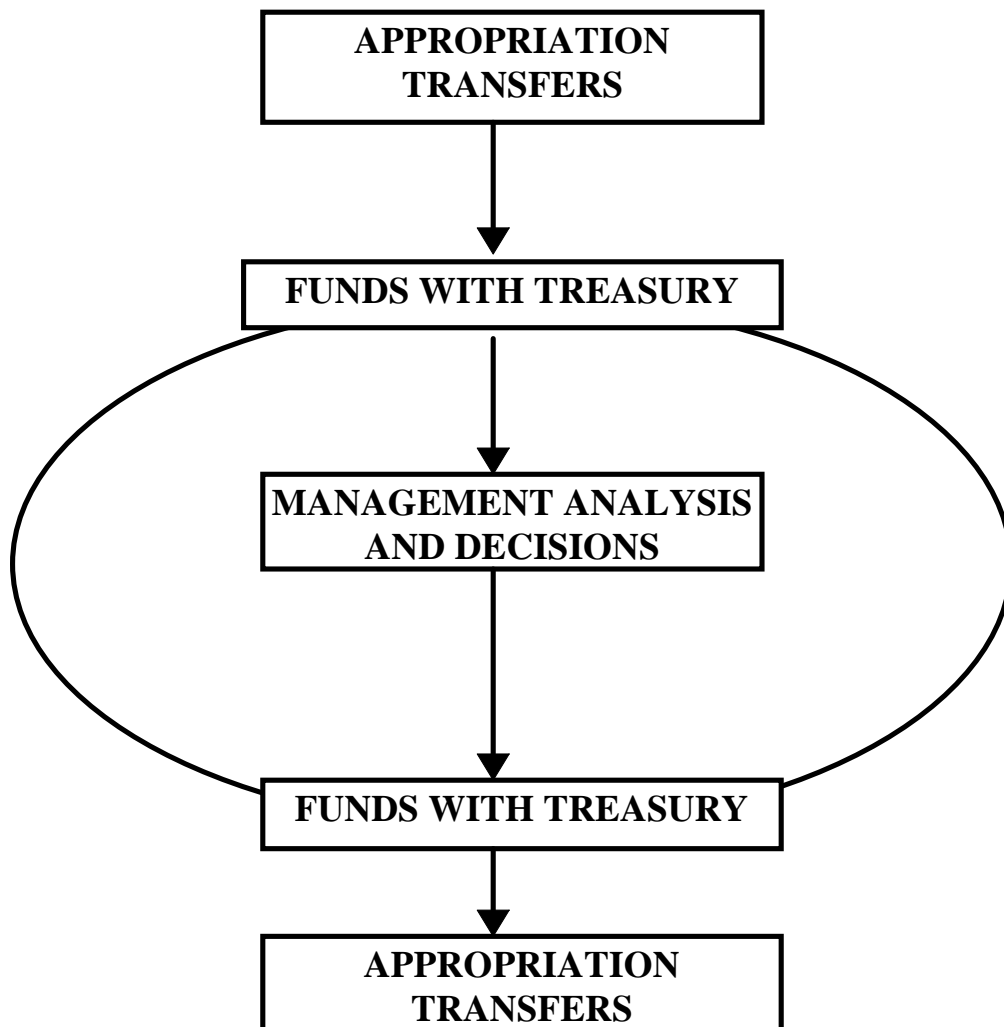 APPROPRIATION
TRANSFERS
FUNDS WITH TREASURY
MANAGEMENT ANALYSIS
AND DECISIONS
FUNDS WITH TREASURY
APPROPRIATION
TRANSFERS